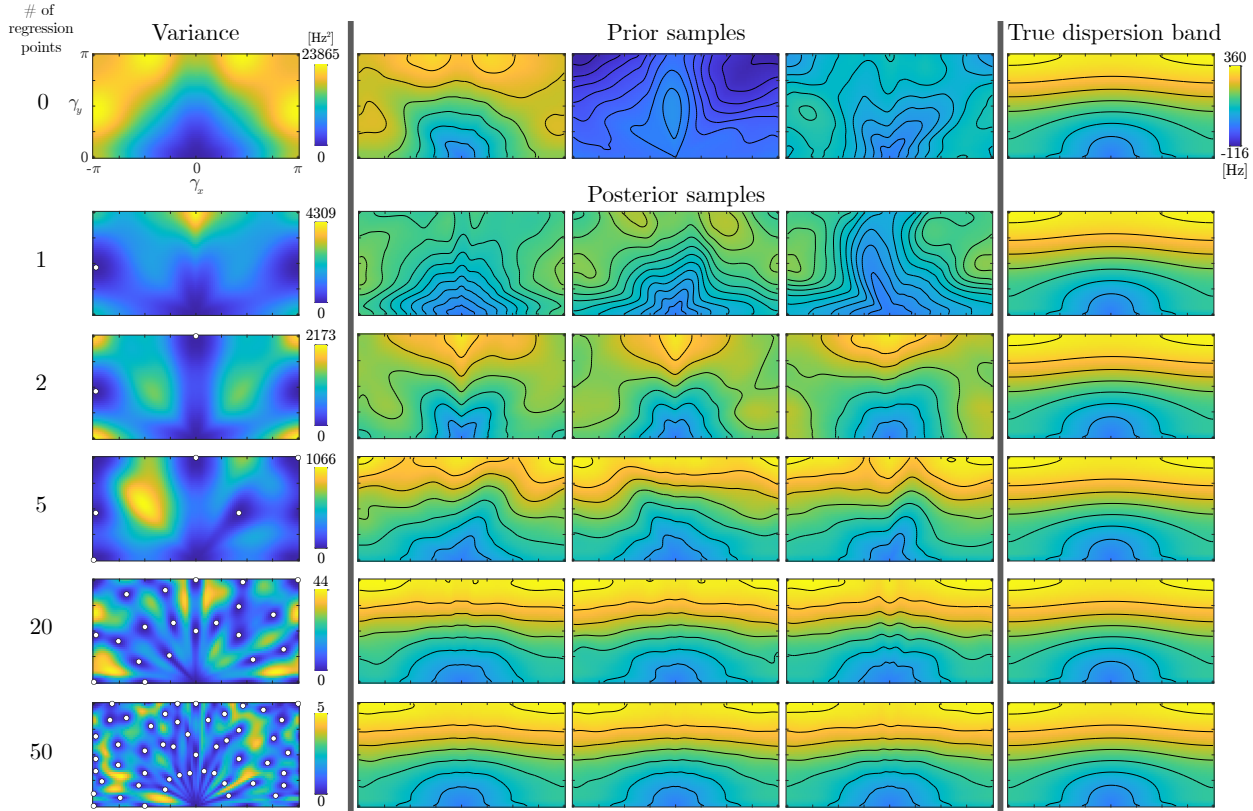 # of
regression
points
Variance
[Hz²]
23865
0
π
γy
0
0
-π
0
π
γx
Prior samples
True dispersion band
360
-116
[Hz]
Posterior samples
1
4309
0
2
2173
0
5
1066
0
20
44
0
50
5
0